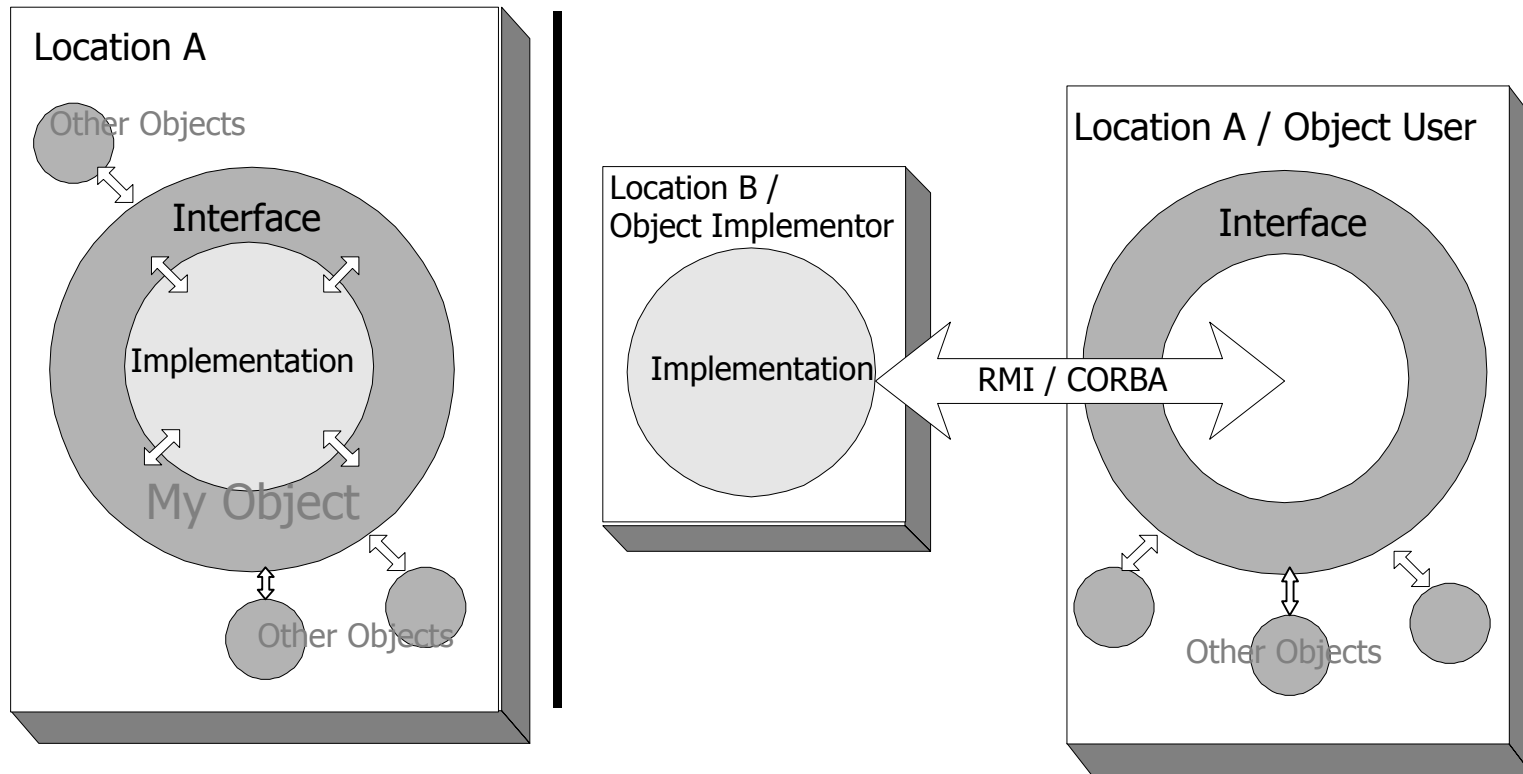 Location A
Other Objects
Interface
Implementation
My Object
Other Objects
Location B /
Object Implementor
Implementation
RMI / CORBA
Location A / Object User
Interface
Other Objects